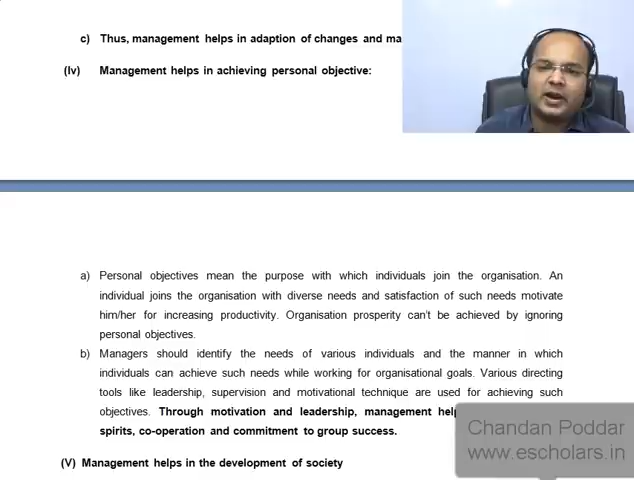 c) Thus, management helps in adaption of changes and ma
(Iv) Management helps in achieving personal objective:
a) Personal objectives mean the purpose with which individuals join the organisation. An
individual joins the organisation with diverse needs and satisfaction of such needs motivate
him/her for increasing productivity. Organisation prosperity can't be achieved by ignoring
personal objectives.
b) Managers should identify the needs of various individuals and the manner in which
individuals can achieve such needs while working for organisational goals. Various directing
tools like leadership, supervision and motivational technique are used for achieving such
objectives. Through motivation and leadership, management help
spirits, co-operation and commitment to group success.
Chandan Poddar
www.escholars.in
(V) Management helps in the development of society